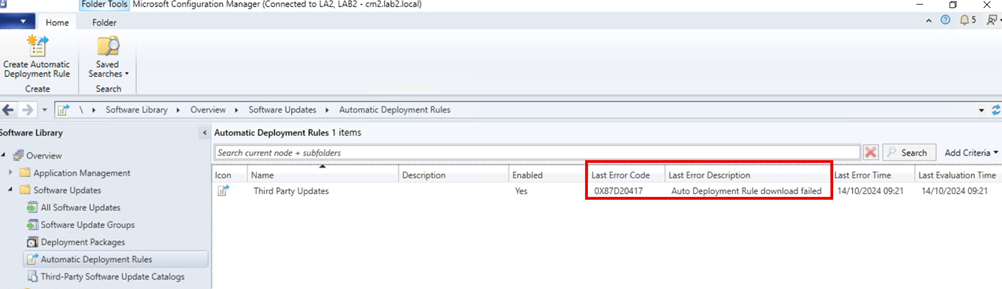 Folder Tools Microsoft Configuration Manager (Connected to LA2, LAB2 - cm2.lab2.local)
Home Folder 5
Create Automatic Saved
Deployment Rule Searches
Create Search
\ Software Library Overview Software Updates Automatic Deployment Rules
Software Library Automatic Deployment Rules 1 items
Overview Search current node + subfolders Search Add Criteria
Application Management Icon Name Description Enabled Last Error Code Last Error Description Last Error Time Last Evaluation Time
Software Updates Third Party Updates Yes 0X87D20417 Auto Deployment Rule download failed 14/10/2024 09:21 14/10/2024 09:21
All Software Updates
Software Update Groups
Deployment Packages
Automatic Deployment Rules
Third-Party Software Update Catalogs